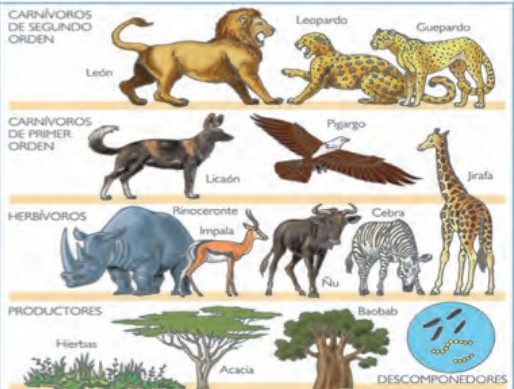 CARNÍVOROS
DE SEGUNDO
ORDEN
León
Leopardo
Guepardo
CARNÍVOROS
DE PRIMER
ORDEN
Licaón
Pigargo
Jirafa
HERBÍVOROS
Rinoceronte
Impala
Ñu
Cebra
PRODUCTORES
Hierbas
Acacia
Baobab
DESCOMPONEDORES